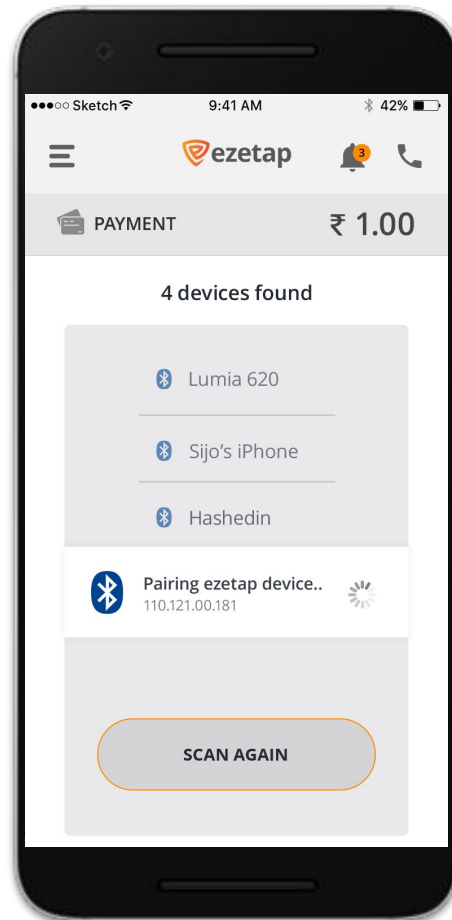 Sketch 9:41 AM 42%
ezetap 3
PAYMENT ₹ 1.00
4 devices found
Lumia 620
Sijo’s iPhone
Hashedin
Pairing ezetap device..
110.121.00.181
SCAN AGAIN